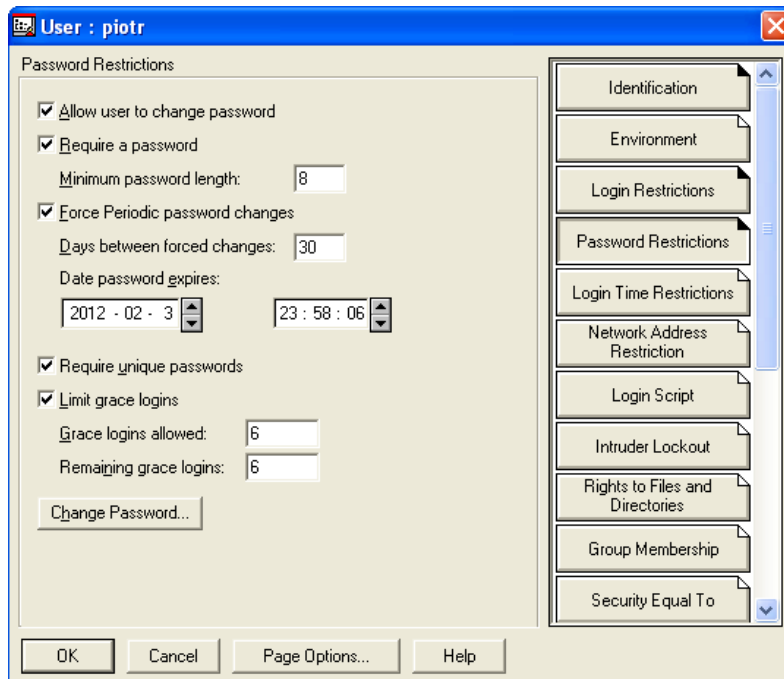 User : piotr
Password Restrictions
Allow user to change password
Require a password
Minimum password length: 8
Force Periodic password changes
Days between forced changes: 30
Date password expires:
2012 - 02 - 3 23 : 58 : 06
Require unique passwords
Limit grace logins
Grace logins allowed: 6
Remaining grace logins: 6
Change Password...
Identification
Environment
Login Restrictions
Password Restrictions
Login Time Restrictions
Network Address
Restriction
Login Script
Intruder Lockout
Rights to Files and
Directories
Group Membership
Security Equal To
OK Cancel Page Options... Help